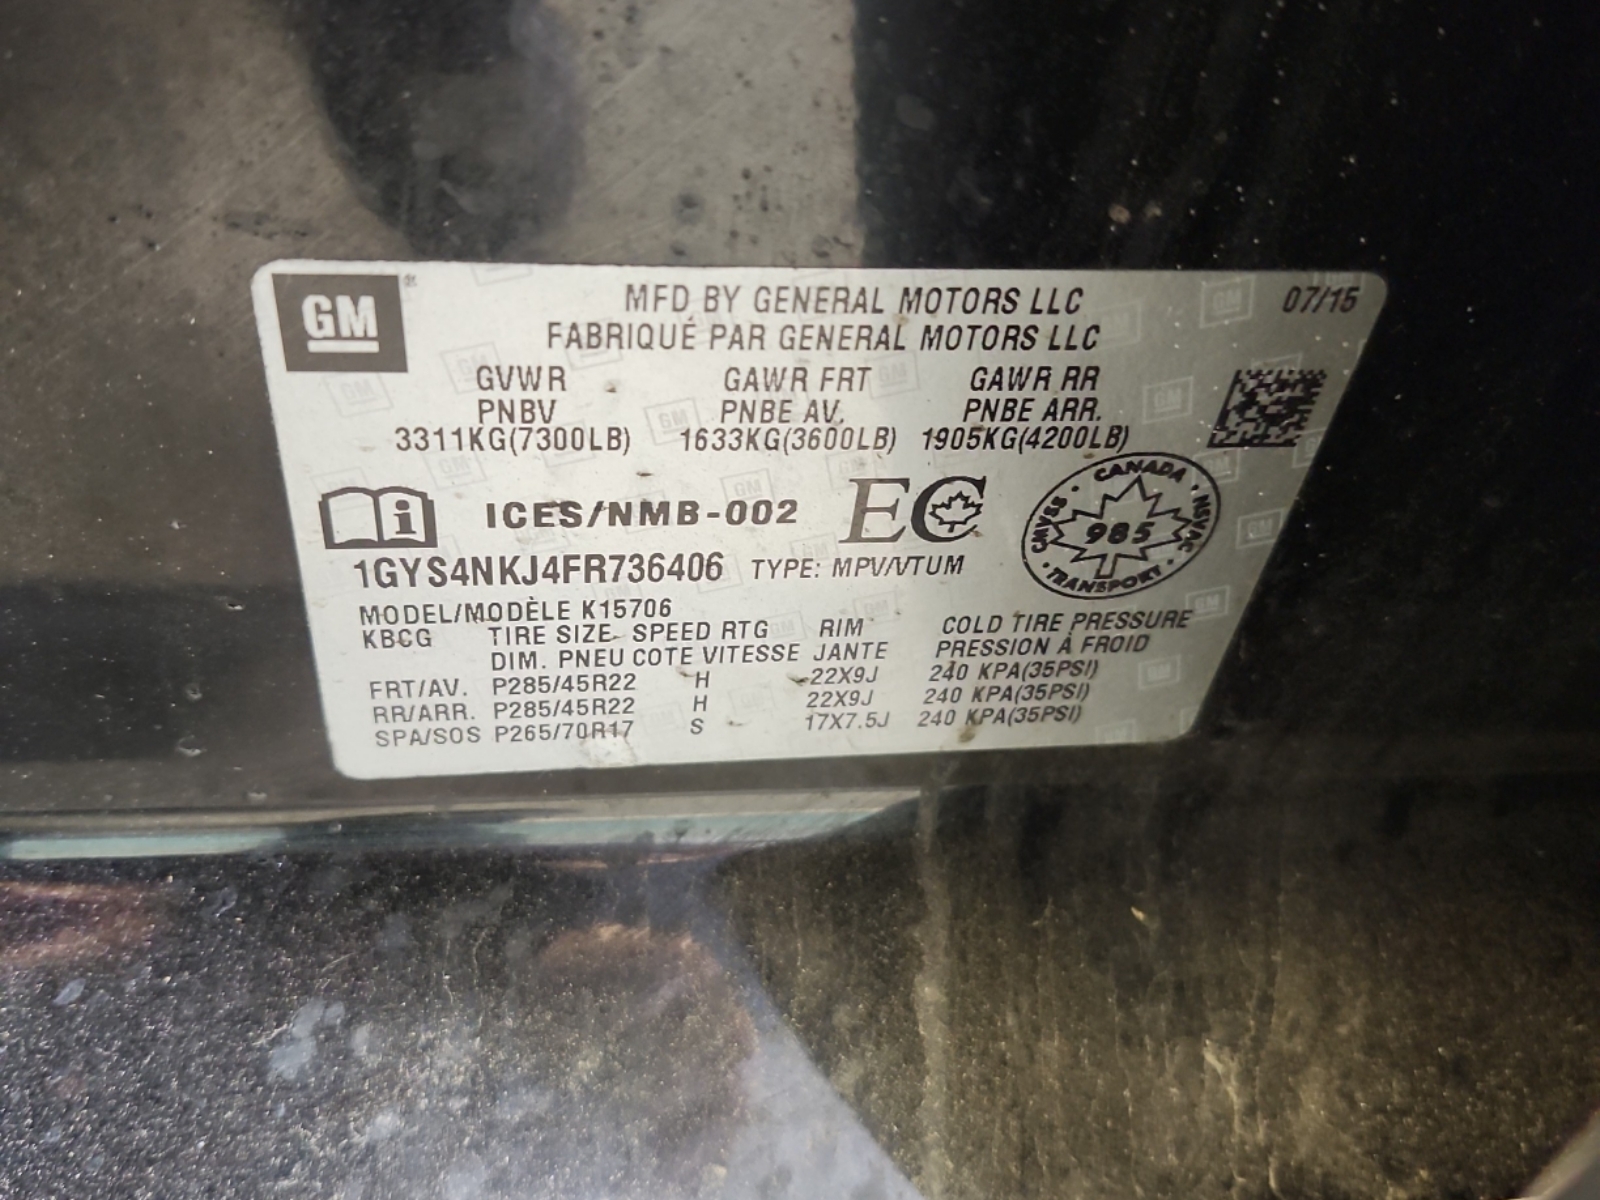 GM
MFD BY GENERAL MOTORS LLC 07/15
FABRIQUÉ PAR GENERAL MOTORS LLC
GVWR GAWR FRT GAWR RR
PNBV PNBE AV. PNBE ARR.
3311KG(7300LB) 1633KG(3600LB) 1905KG(4200LB)
i ICES/NMB-002 EC
CANADA · NSVAC · TRANSPORT · CMVSS ·
985
1GYS4NKJ4FR736406 TYPE: MPV/VTUM
MODEL/MODÈLE K15706
KBCG TIRE SIZE SPEED RTG RIM COLD TIRE PRESSURE
DIM. PNEU COTE VITESSE JANTE PRESSION À FROID
FRT/AV. P285/45R22 H 22X9J 240 KPA(35PSI)
RR/ARR. P285/45R22 H 22X9J 240 KPA(35PSI)
SPA/SOS P265/70R17 S 17X7.5J 240 KPA(35PSI)